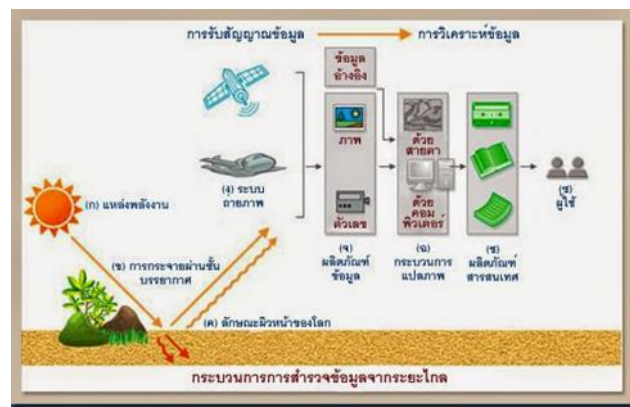 การรับสัญญาณข้อมูล
การวิเคราะห์ข้อมูล
ข้อมูล
อ้างอิง
ภาพ
ตัวเลข
ด้วย
สายตา
ด้วย
คอม
พิวเตอร์
(ก) แหล่งพลังงาน
(ง) ระบบ
ถ่ายภาพ
(จ)
ผลิตภัณฑ์
ข้อมูล
(ฉ)
กระบวนการ
แปลภาพ
(ช)
ผลิตภัณฑ์
สารสนเทศ
(ซ)
ผู้ใช้
(ข) การกระจายผ่านชั้น
บรรยากาศ
(ค) ลักษณะผิวหน้าของโลก
กระบวนการการสำรวจข้อมูลจากระยะไกล